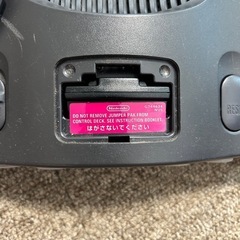 Nintendo
DO NOT REMOVE JUMPER PAK FROM
CONTROL DECK. SEE INSTRUCTION BOOKLET.
はがさないでください